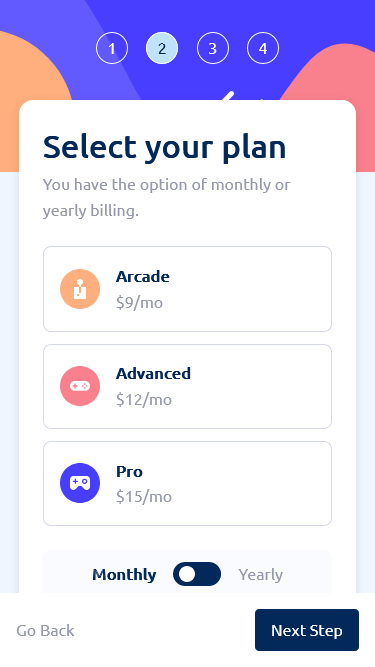 1 2 3 4
Select your plan
You have the option of monthly or
yearly billing.
Arcade
$9/mo
Advanced
$12/mo
Pro
$15/mo
Monthly Yearly
Go Back Next Step